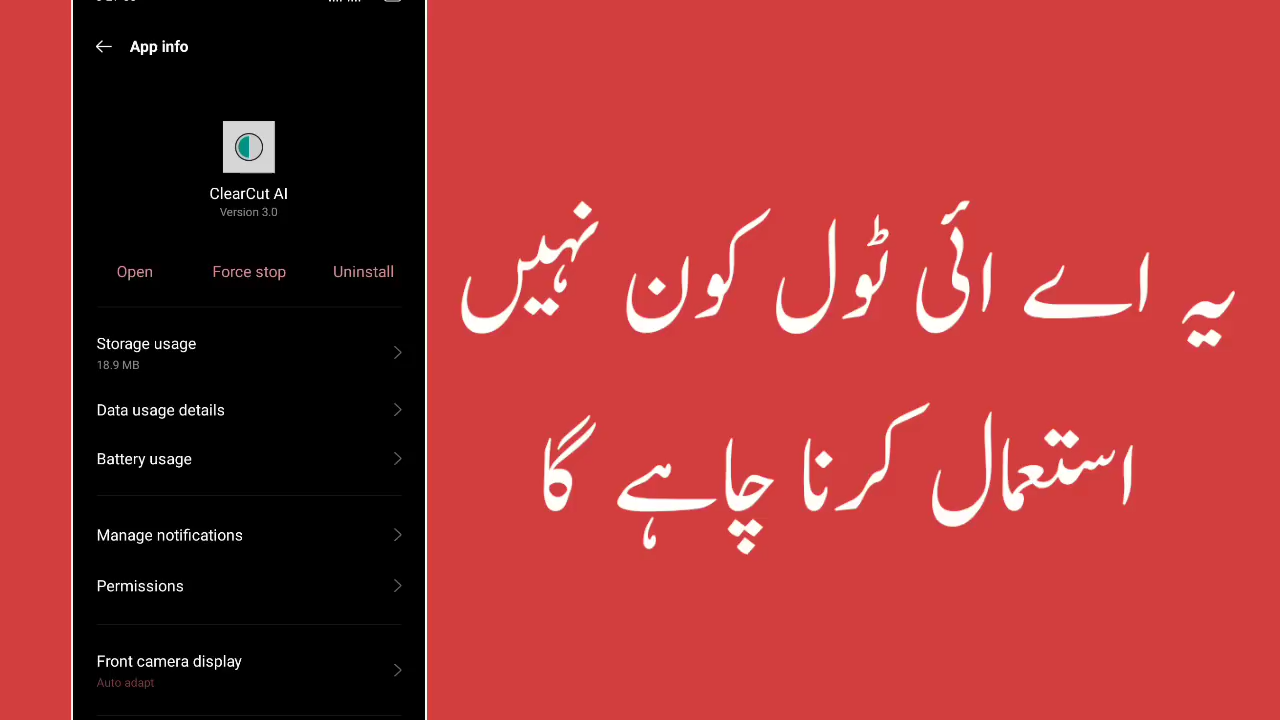 App info
ClearCut AI
Version 3.0
Open Force stop Uninstall
Storage usage
18.9 MB
Data usage details
Battery usage
Manage notifications
Permissions
Front camera display
Auto adapt
یہ اے ائی ٹول کون نہیں
استعمال کرنا چاہے گا